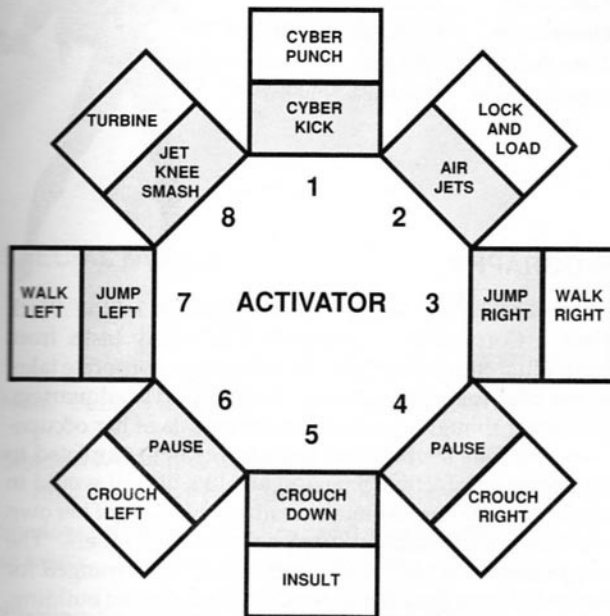 CYBER
PUNCH
CYBER
KICK
TURBINE
JET
KNEE
SMASH
LOCK
AND
LOAD
AIR
JETS
1
8
2
WALK
LEFT
JUMP
LEFT
7
ACTIVATOR
3
JUMP
RIGHT
WALK
RIGHT
6
4
5
PAUSE
PAUSE
CROUCH
LEFT
CROUCH
DOWN
CROUCH
RIGHT
INSULT